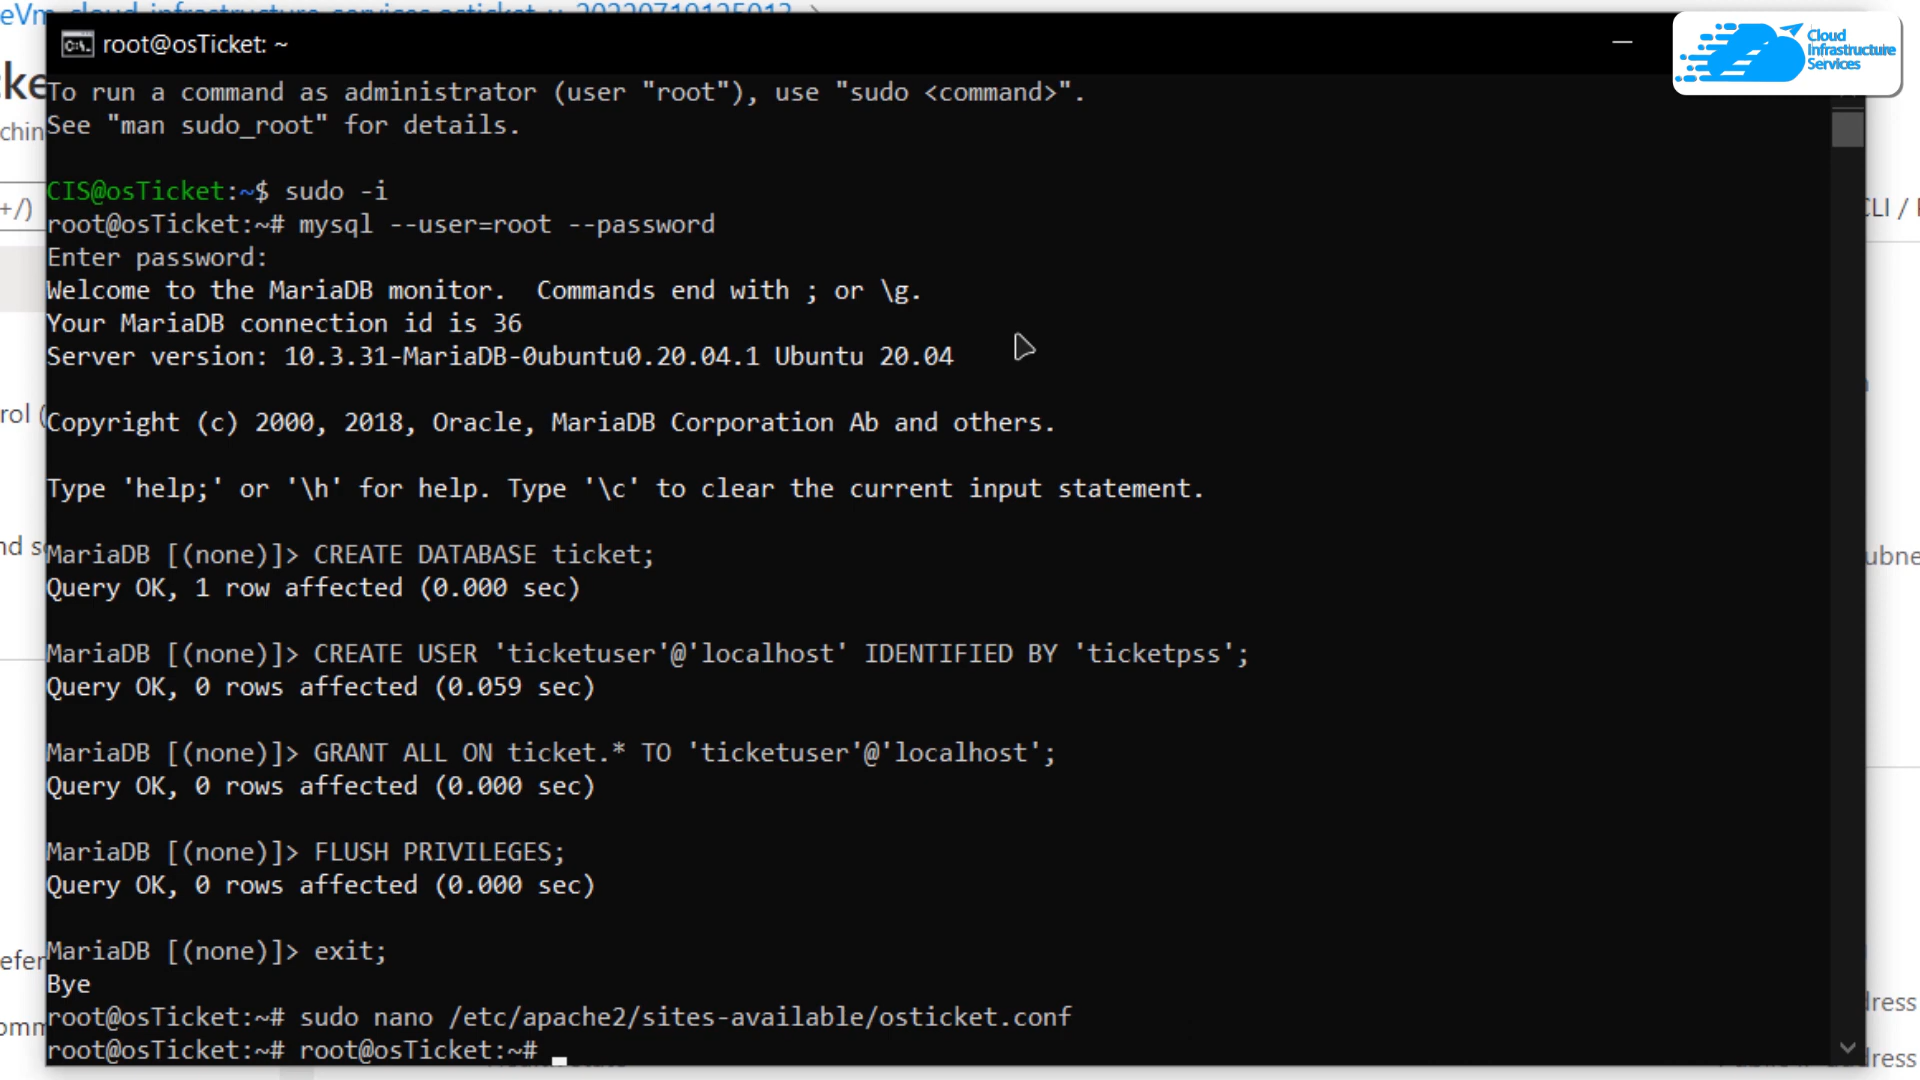 eVm-cloud-infrastructure-services.osticket-u-20220719125013
root@osTicket: ~
Cloud
Infrastructure
Services
To run a command as administrator (user "root"), use "sudo <command>".
See "man sudo_root" for details.
CIS@osTicket:~$ sudo -i
+/)
root@osTicket:~# mysql --user=root --password
Enter password:
Welcome to the MariaDB monitor.  Commands end with ; or \g.
Your MariaDB connection id is 36
Server version: 10.3.31-MariaDB-0ubuntu0.20.04.1 Ubuntu 20.04
Copyright (c) 2000, 2018, Oracle, MariaDB Corporation Ab and others.
Type 'help;' or '\h' for help. Type '\c' to clear the current input statement.
MariaDB [(none)]> CREATE DATABASE ticket;
Query OK, 1 row affected (0.000 sec)
MariaDB [(none)]> CREATE USER 'ticketuser'@'localhost' IDENTIFIED BY 'ticketpss';
Query OK, 0 rows affected (0.059 sec)
MariaDB [(none)]> GRANT ALL ON ticket.* TO 'ticketuser'@'localhost';
Query OK, 0 rows affected (0.000 sec)
MariaDB [(none)]> FLUSH PRIVILEGES;
Query OK, 0 rows affected (0.000 sec)
MariaDB [(none)]> exit;
Bye
root@osTicket:~# sudo nano /etc/apache2/sites-available/osticket.conf
root@osTicket:~# root@osTicket:~#